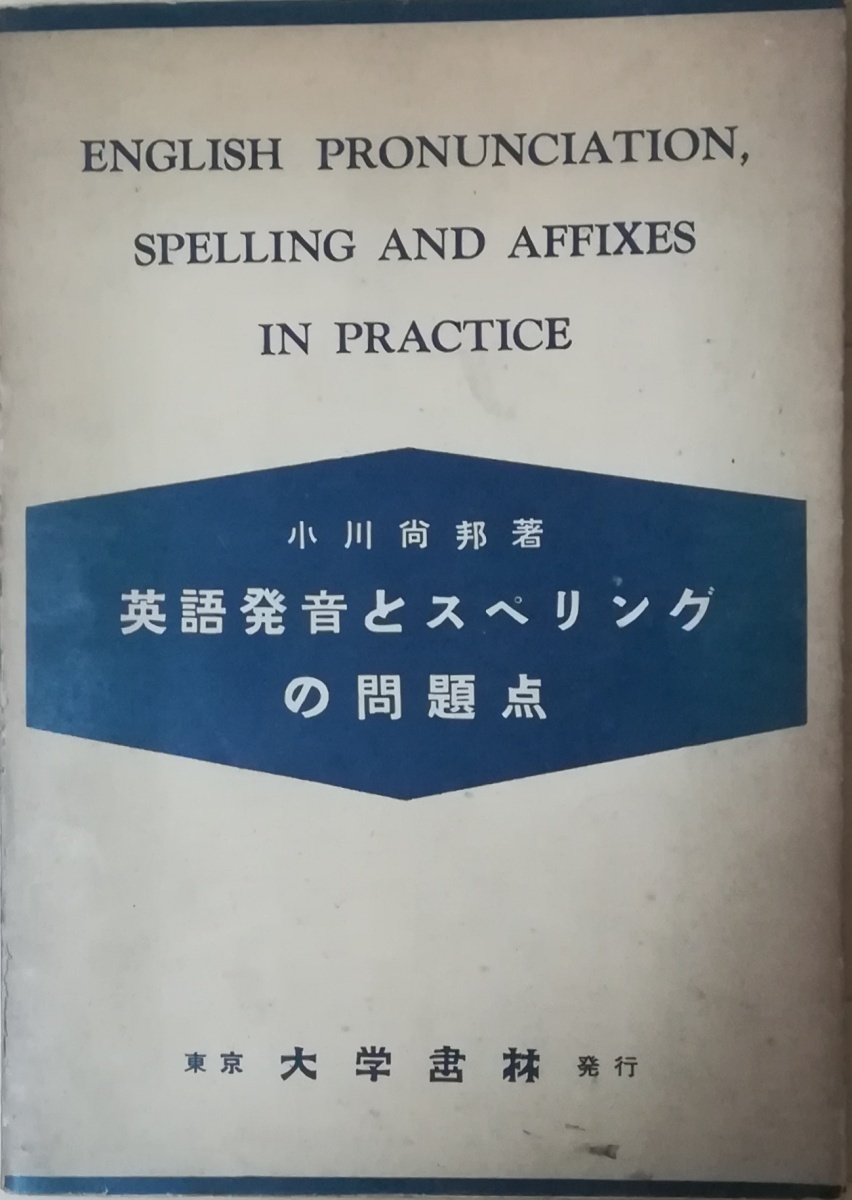 ENGLISH PRONUNCIATION,
SPELLING AND AFFIXES
IN PRACTICE
小川尚邦著
英語発音とスペリング
の問題点
東京 大学書林 発行